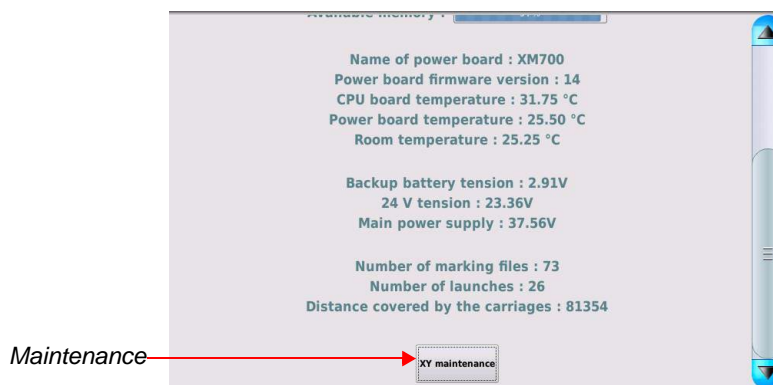 Available memory :
Name of power board : XM700
Power board firmware version : 14
CPU board temperature : 31.75 °C
Power board temperature : 25.50 °C
Room temperature : 25.25 °C
Backup battery tension : 2.91V
24 V tension : 23.36V
Main power supply : 37.56V
Number of marking files : 73
Number of launches : 26
Distance covered by the carriages : 81354
Maintenance
XY maintenance